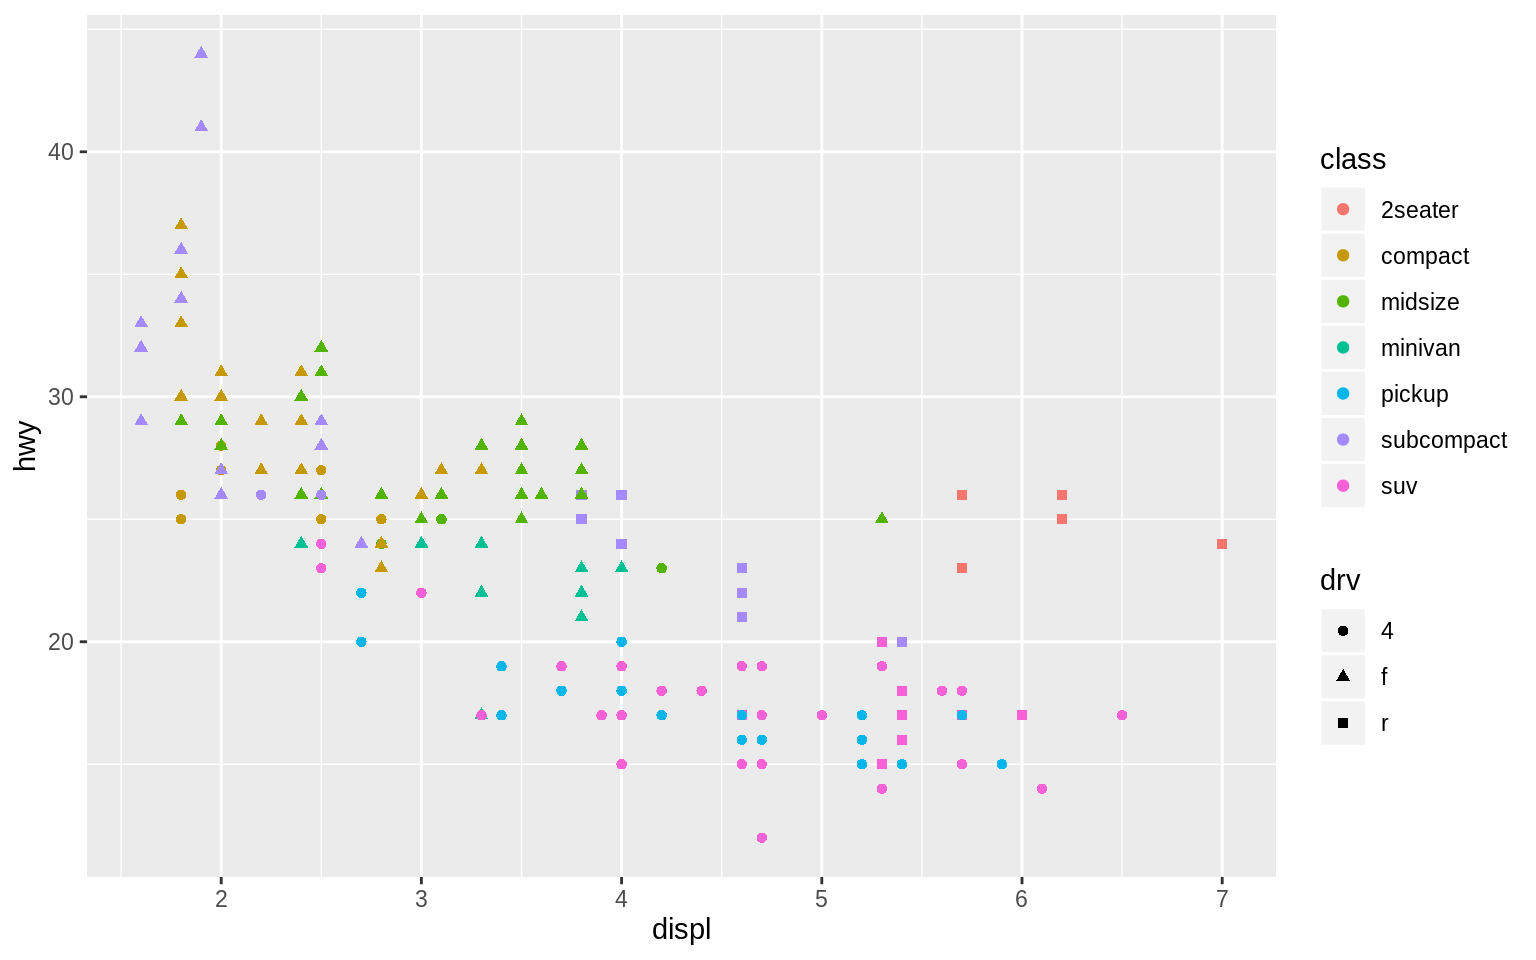 40
30
20
hwy
2
3
4
5
6
7
displ
class
2seater
compact
midsize
minivan
pickup
subcompact
suv
drv
4
f
r